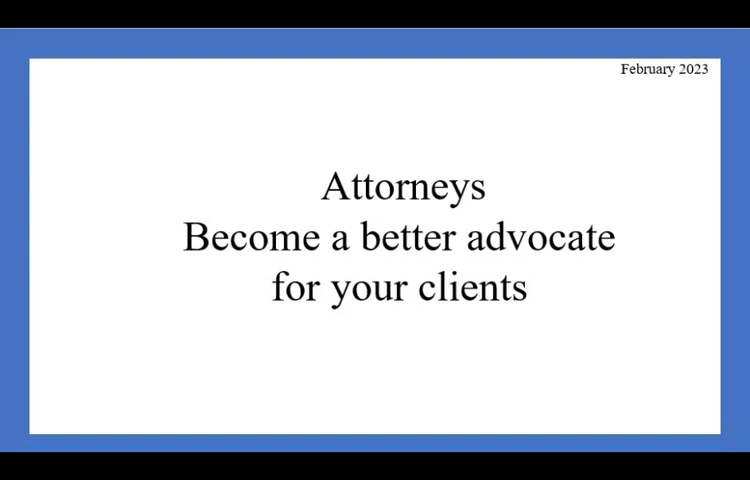 February 2023
Attorneys
Become a better advocate
for your clients